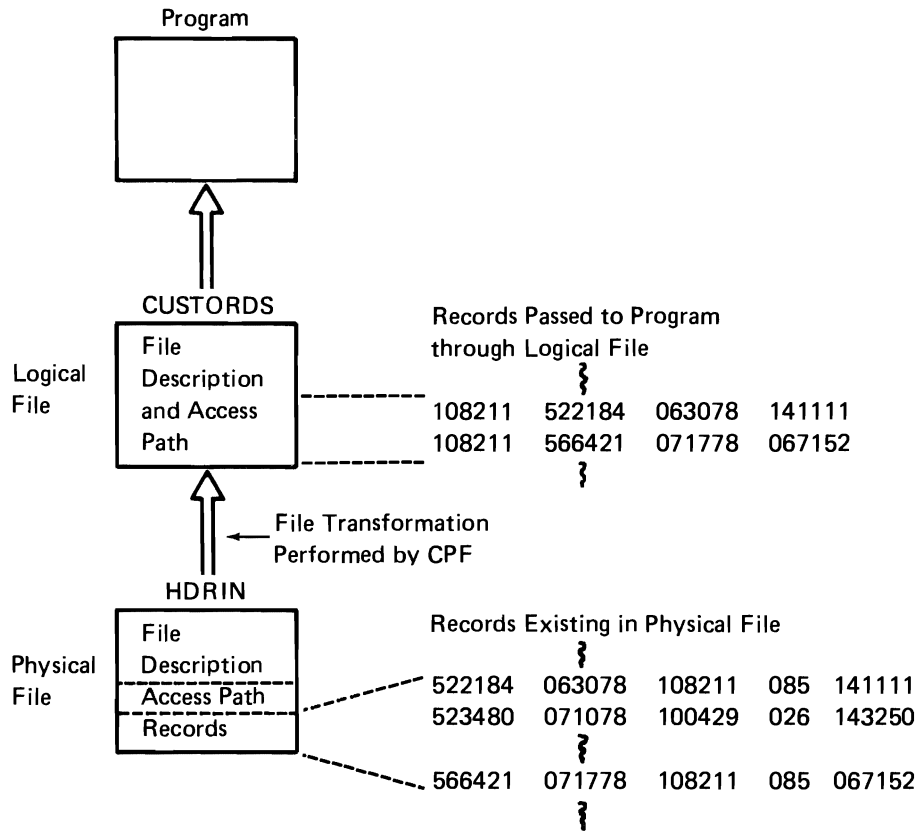 Program
CUSTORDS
Logical
File
File
Description
and Access
Path
Records Passed to Program
through Logical File
108211 522184 063078 141111
108211 566421 071778 067152
File Transformation
Performed by CPF
HDRIN
Physical
File
File
Description
Access Path
Records
Records Existing in Physical File
522184 063078 108211 085 141111
523480 071078 100429 026 143250
566421 071778 108211 085 067152